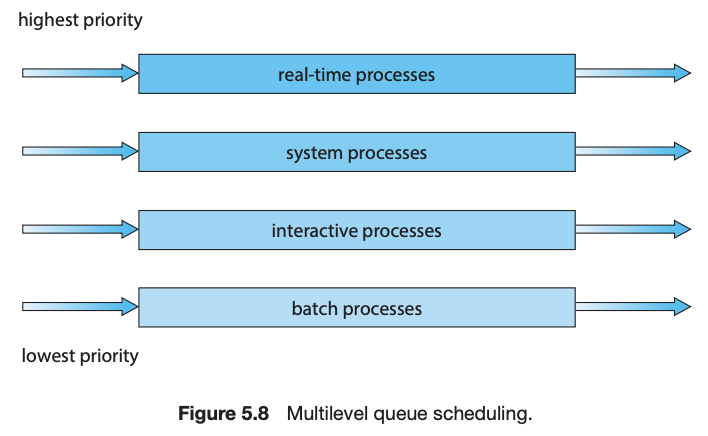 highest priority
real-time processes
system processes
interactive processes
batch processes
lowest priority
Figure 5.8 Multilevel queue scheduling.